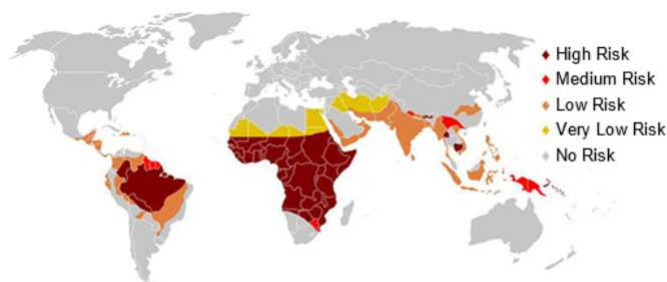 High Risk
Medium Risk
Low Risk
Very Low Risk
No Risk